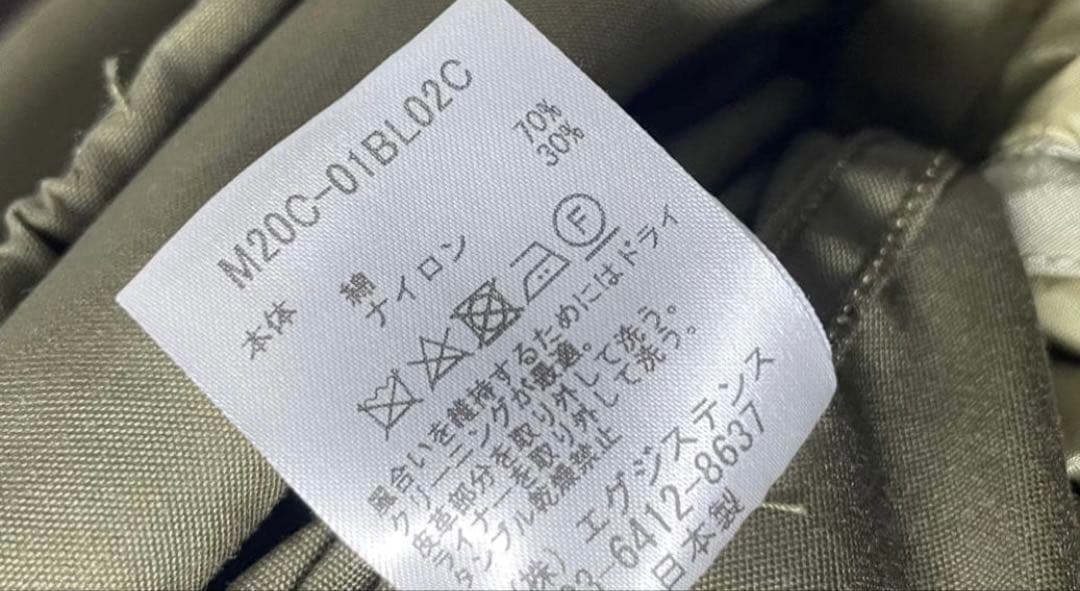 M20C-01BL02C
本体 綿 70%
ナイロン 30%
F
風合いを維持するためにはドライ
クリーニングが最適。
皮革部分を取り外して洗う。
ライナーを取り外して洗う。
タンブル乾燥禁止
(株) エグジステンス
03-6412-8637
日本製